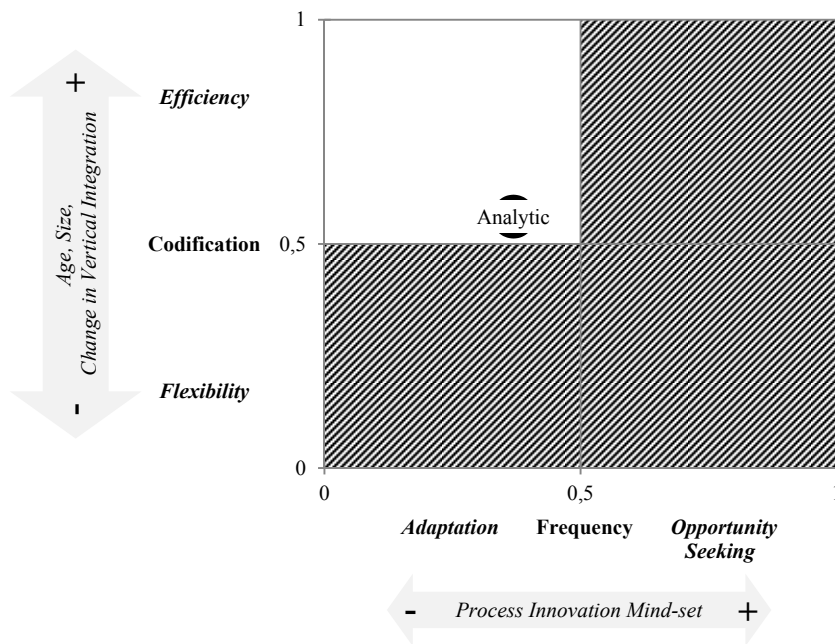 1
+
Efficiency
Age, Size,
Change in Vertical Integration
Analytic
Codification
0,5
Flexibility
-
0
0
0,5
Adaptation
Frequency
Opportunity
Seeking
-
Process Innovation Mind-set
+